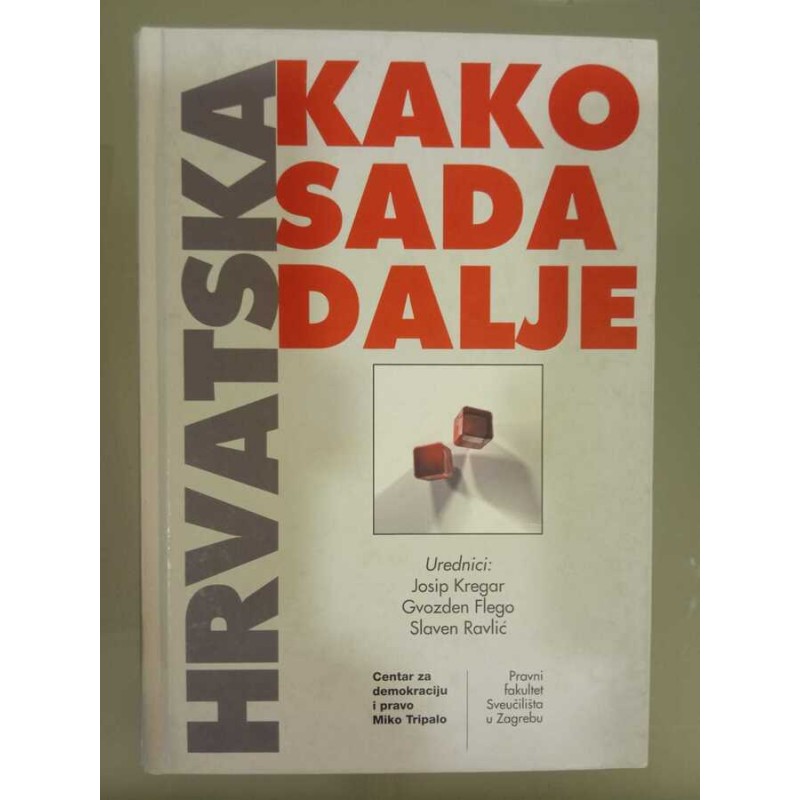 HRVATSKA
KAKO
SADA
DALJE
Urednici:
Josip Kregar
Gvozden Flego
Slaven Ravlić
Centar za
demokraciju
i pravo
Miko Tripalo
Pravni
fakultet
Sveučilišta
u Zagrebu